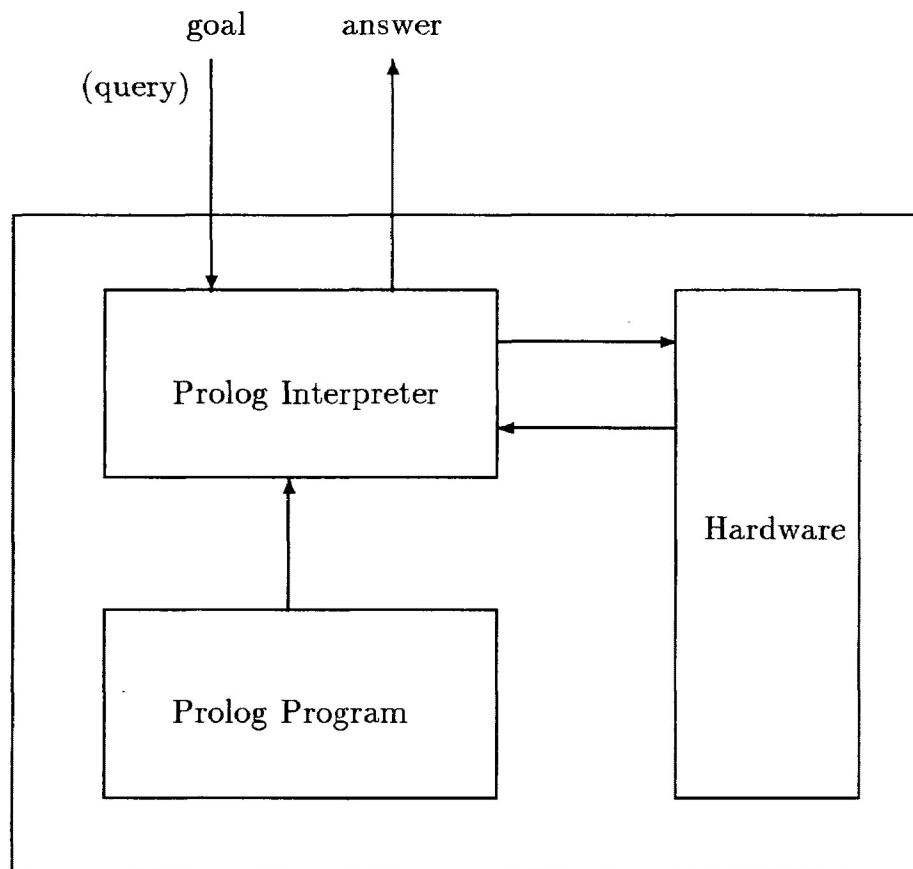 goal answer
(query)
Prolog Interpreter
Hardware
Prolog Program